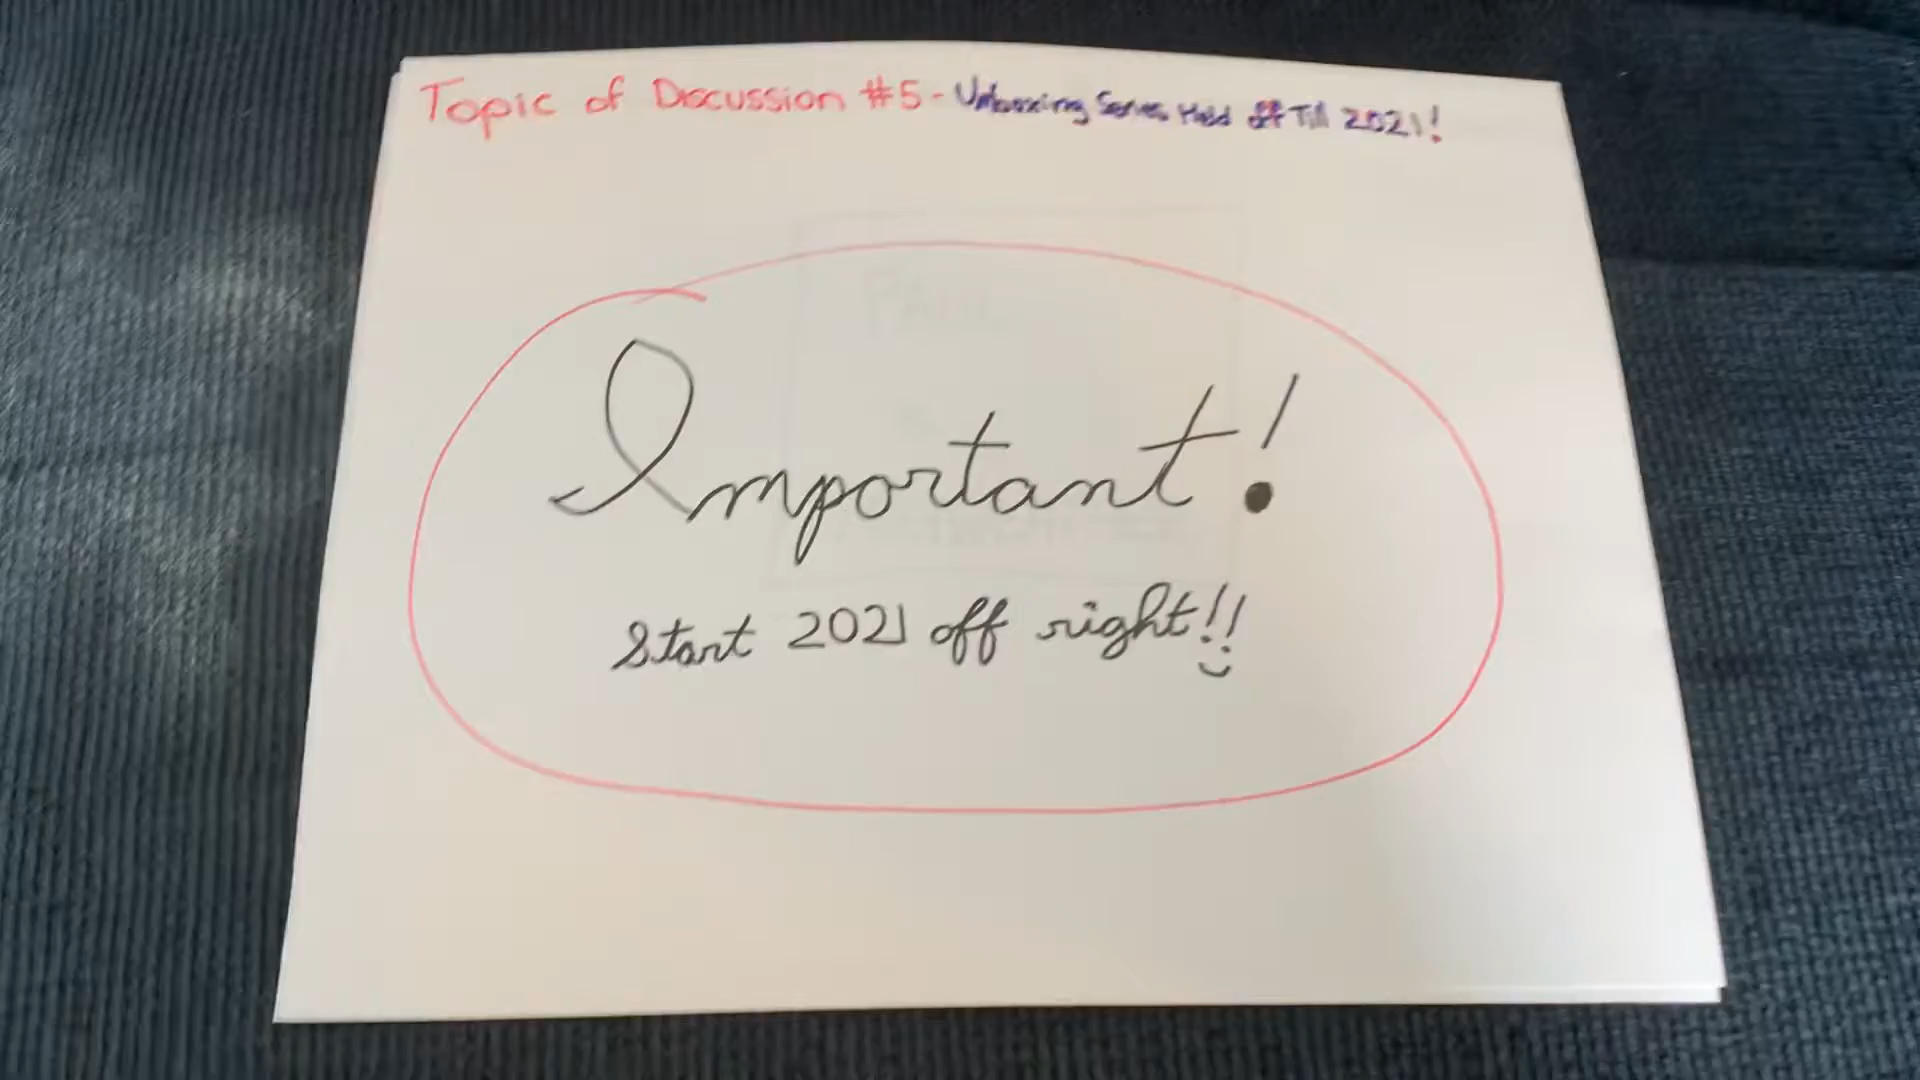 Topic of Discussion #5 - Unboxing Series Held off Till 2021!
Important!
Start 2021 off right!!